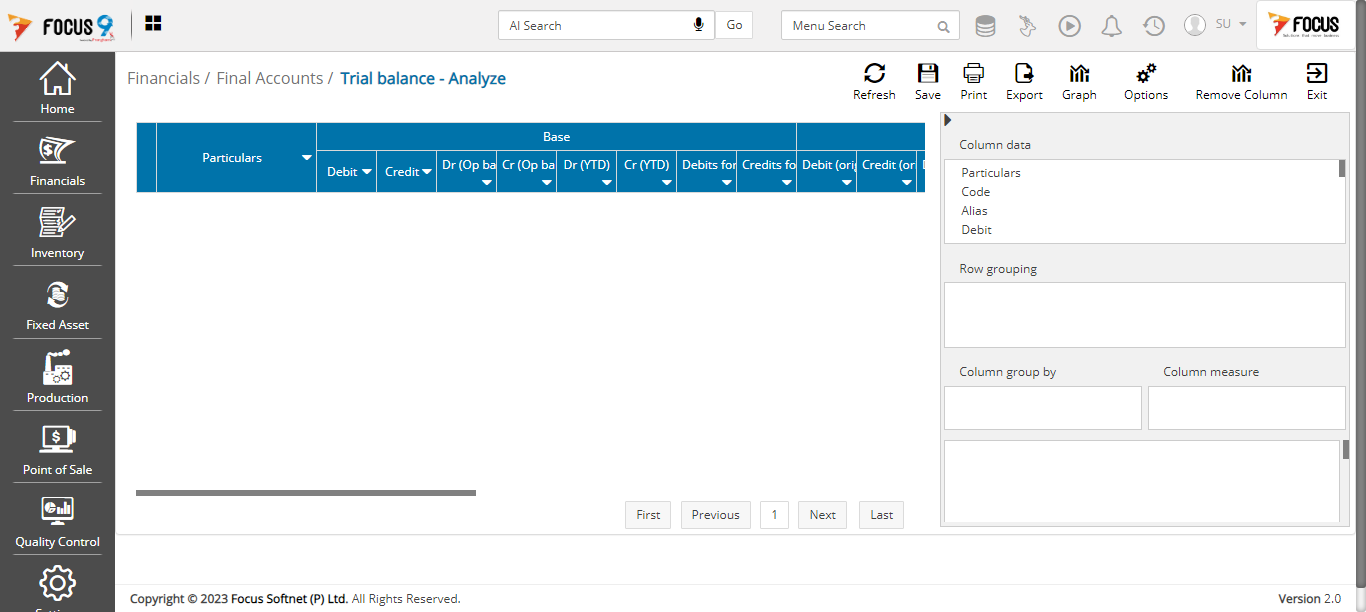 FOCUS 9
AI Search
Go
Menu Search
SU
FOCUS
Home
Financials
Inventory
Fixed Asset
Production
Point of Sale
Quality Control
Financials / Final Accounts / Trial balance - Analyze
Refresh
Save
Print
Export
Graph
Options
Remove Column
Exit
Base
Particulars
Debit
Credit
Dr (Op ba
Cr (Op ba
Dr (YTD)
Cr (YTD)
Debits for
Credits fo
Debit (ori
Credit (or
Column data
Particulars
Code
Alias
Debit
Row grouping
Column group by
Column measure
First
Previous
1
Next
Last
Copyright © 2023 Focus Softnet (P) Ltd. All Rights Reserved.
Version 2.0